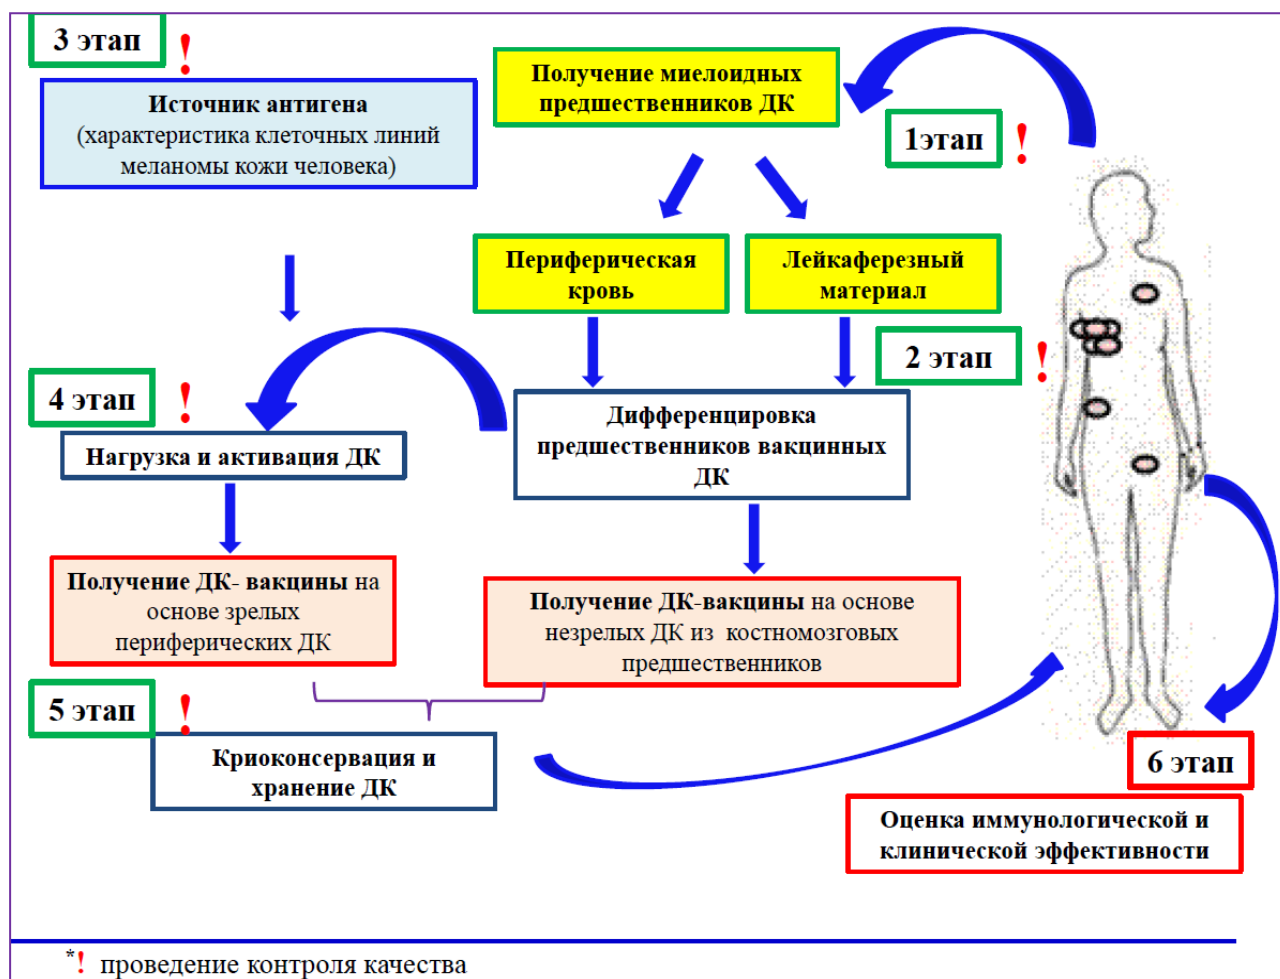 3 этап
!
Источник антигена
(характеристика клеточных линий
меланомы кожи человека)
Получение миелоидных
предшественников ДК
1этап
!
Периферическая
кровь
Лейкаферезный
материал
2 этап
!
4 этап
!
Нагрузка и активация ДК
Дифференцировка
предшественников вакцинных
ДК
Получение ДК- вакцины на
основе зрелых
периферических ДК
Получение ДК-вакцины на основе
незрелых ДК из костномозговых
предшественников
5 этап
!
Криоконсервация и
хранение ДК
6 этап
Оценка иммунологической и
клинической эффективности
*! проведение контроля качества